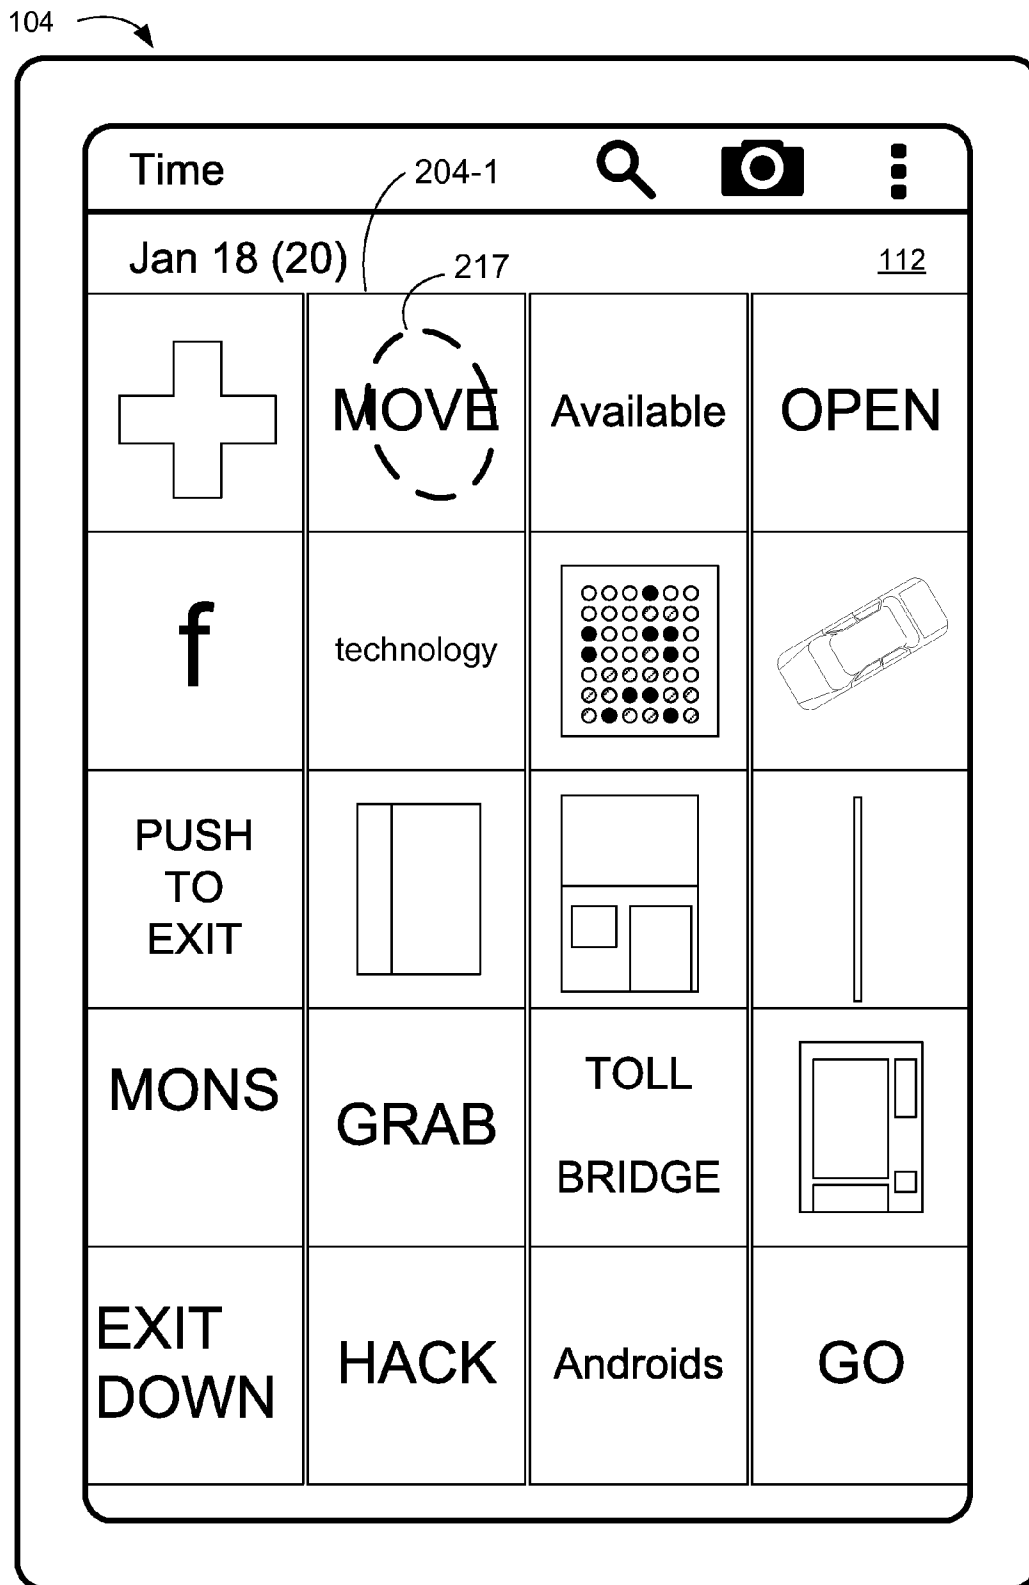 104
Time
204-1
Jan 18 (20)
217
112
MOVE
Available
OPEN
f
technology
PUSH
TO
EXIT
MONS
GRAB
TOLL
BRIDGE
EXIT
DOWN
HACK
Androids
GO